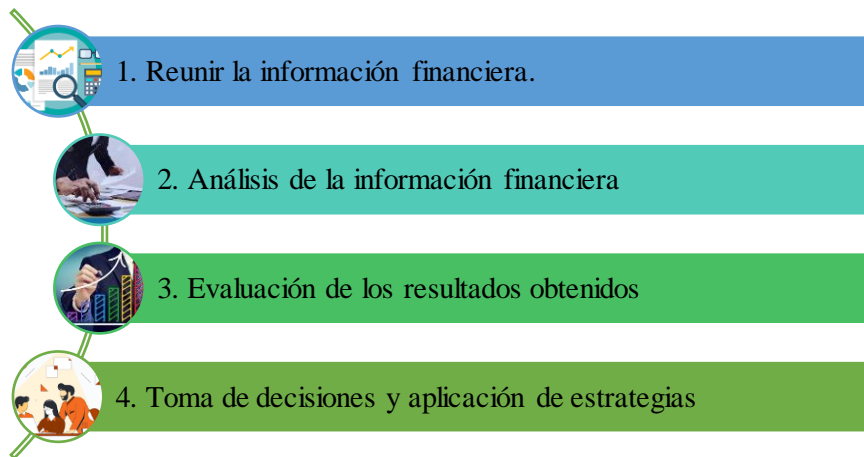 1. Reunir la información financiera.
2. Análisis de la información financiera
3. Evaluación de los resultados obtenidos
4. Toma de decisiones y aplicación de estrategias